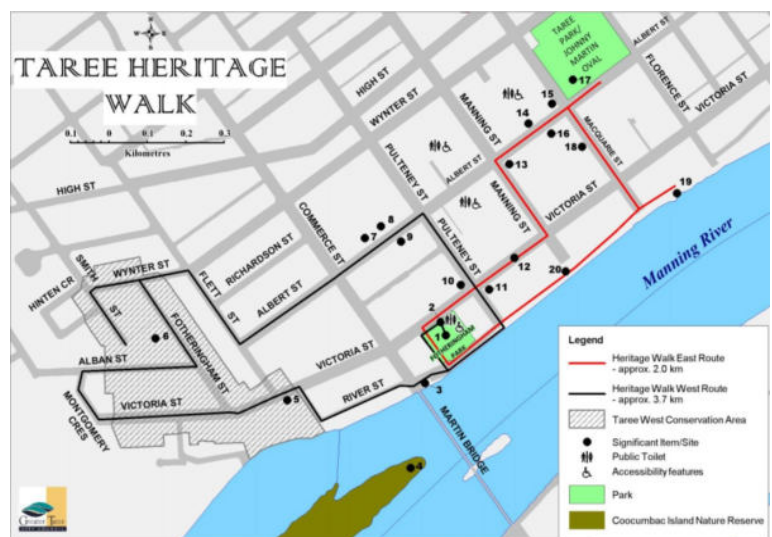 TAREE HERITAGE
WALK
N
W E
S
0.1 0.0 0.1 0.2 0.3
Kilometres
TAREE
PARK/
JOHNNY
MARTIN
OVAL
ALBERT ST
FLORENCE ST
VICTORIA ST
HIGH ST
WYNTER ST
MANNING ST
PULTENEY ST
ALBERT ST
MACQUARIE ST
MANNING ST
VICTORIA ST
PULTENEY ST
COMMERCE ST
RICHARDSON ST
ALBERT ST
FLETT ST
HIGH ST
SMITH ST
WYNTER ST
HINTEN CR
FOTHERINGHAM ST
ALBAN ST
VICTORIA ST
VICTORIA ST
MONTGOMERY CRES
RIVER ST
FOTHERINGHAM
PARK
MARTIN BRIDGE
Manning River
1
2
3
4
5
6
7
8
9
10
11
12
13
14
15
16
17
18
19
20
Legend
Heritage Walk East Route
- approx. 2.0 km
Heritage Walk West Route
- approx. 3.7 km
Taree West Conservation Area
Significant Item/Site
Public Toilet
Accessibility features
Park
Coocumbac Island Nature Reserve
GREATER TAREE